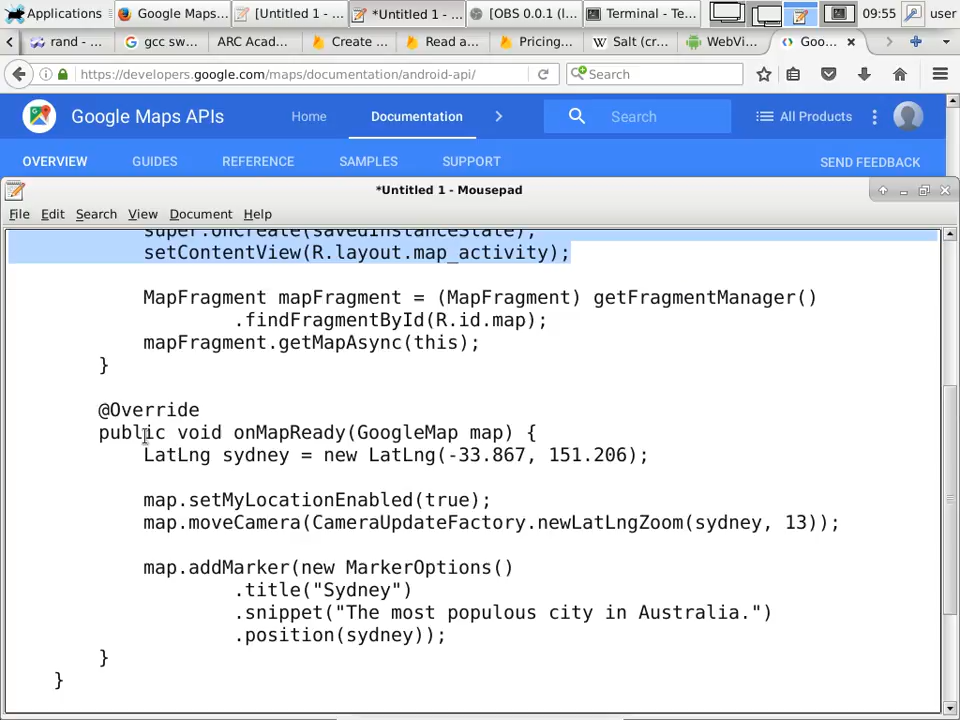 Applications
Google Maps...
[Untitled 1 - ...
*Untitled 1 - ...
[OBS 0.0.1 (l...
Terminal - Te...
09:55
user
rand - ...
gcc sw...
ARC Acad...
Create ...
Read a...
Pricing...
Salt (cr...
WebVi...
Goo...
https://developers.google.com/maps/documentation/android-api/
Search
Google Maps APIs
Home
Documentation
Search
All Products
OVERVIEW
GUIDES
REFERENCE
SAMPLES
SUPPORT
SEND FEEDBACK
*Untitled 1 - Mousepad
File Edit Search View Document Help
super.onCreate(savedInstanceState);
setContentView(R.layout.map_activity);
MapFragment mapFragment = (MapFragment) getFragmentManager()
.findFragmentById(R.id.map);
mapFragment.getMapAsync(this);
}
@Override
public void onMapReady(GoogleMap map) {
LatLng sydney = new LatLng(-33.867, 151.206);
map.setMyLocationEnabled(true);
map.moveCamera(CameraUpdateFactory.newLatLngZoom(sydney, 13));
map.addMarker(new MarkerOptions()
.title("Sydney")
.snippet("The most populous city in Australia.")
.position(sydney));
}
}